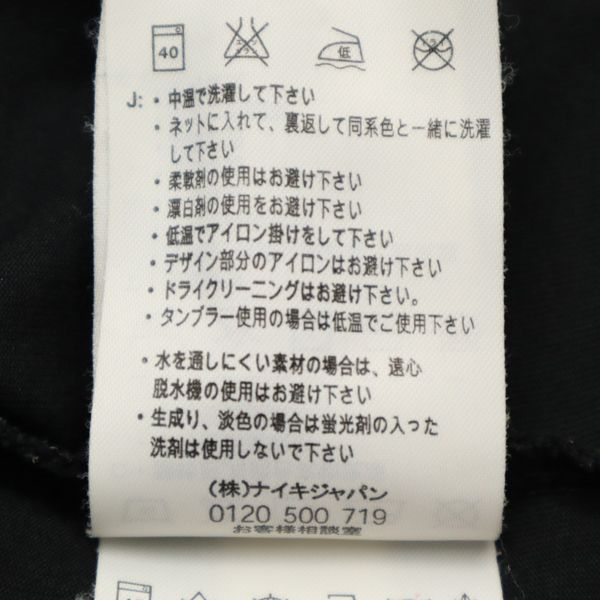 40
低
J: ・ 中温で洗濯して下さい
・ ネットに入れて、裏返して同系色と一緒に洗濯
して下さい
・ 柔軟剤の使用はお避け下さい
・ 漂白剤の使用をお避け下さい
・ 低温でアイロン掛けをして下さい
・ デザイン部分のアイロンはお避け下さい
・ ドライクリーニングはお避け下さい。
・ タンブラー使用の場合は低温でご使用下さい
・ 水を通しにくい素材の場合は、遠心
脱水機の使用はお避け下さい
・ 生成り、淡色の場合は蛍光剤の入った
洗剤は使用しないで下さい
(株)ナイキジャパン
0120 500 719
お客様相談室